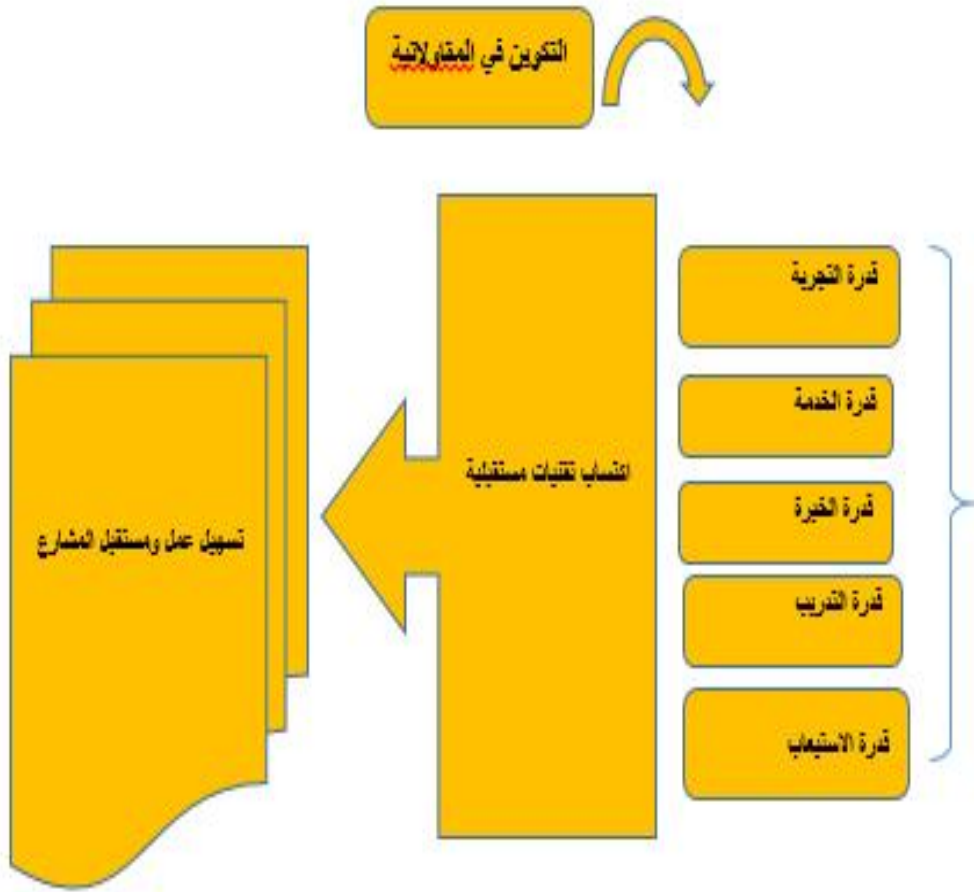 التكوين في المقاولاتية
قدرة التجربة
قدرة الخدمة
قدرة الخبرة
قدرة التدريب
قدرة الاستيعاب
اكتساب تقنيات مستقبلية
تسهيل عمل ومستقبل المشارع